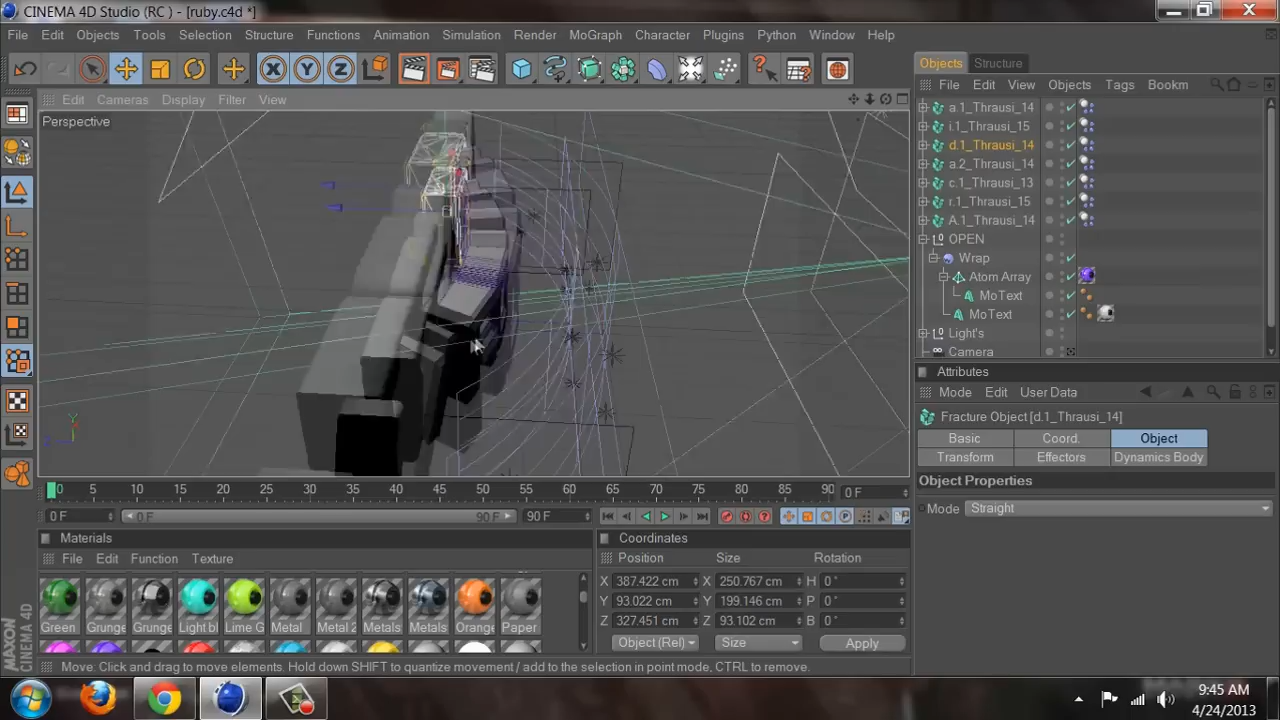 CINEMA 4D Studio (RC ) - [ruby.c4d *]
File Edit Objects Tools Selection Structure Functions Animation Simulation Render MoGraph Character Plugins Python Window Help
Objects Structure
File Edit View Objects Tags Bookm
Edit Cameras Display Filter View
Perspective
a.1_Thrausi_14
i.1_Thrausi_15
d.1_Thrausi_14
a.2_Thrausi_14
c.1_Thrausi_13
r.1_Thrausi_15
A.1_Thrausi_14
OPEN
Wrap
Atom Array
MoText
MoText
Light's
Camera
Attributes
Mode Edit User Data
Fracture Object [d.1_Thrausi_14]
Basic Coord. Object
Transform Effectors Dynamics Body
Object Properties
Mode Straight
0 5 10 15 20 25 30 35 40 45 50 55 60 65 70 75 80 85 90 0 F
0 F 0 F 90 F 90 F
Materials
File Edit Function Texture
Green Grunge Grunge Light b Lime G Metal Metal 2 Metals Metals Orange Paper
Coordinates
Position Size Rotation
X 387.422 cm X 250.767 cm H 0 °
Y 93.022 cm Y 199.146 cm P 0 °
Z 327.451 cm Z 93.102 cm B 0 °
Object (Rel) Size Apply
MAXON CINEMA 4D
Move: Click and drag to move elements. Hold down SHIFT to quantize movement / add to the selection in point mode, CTRL to remove.
9:45 AM
4/24/2013